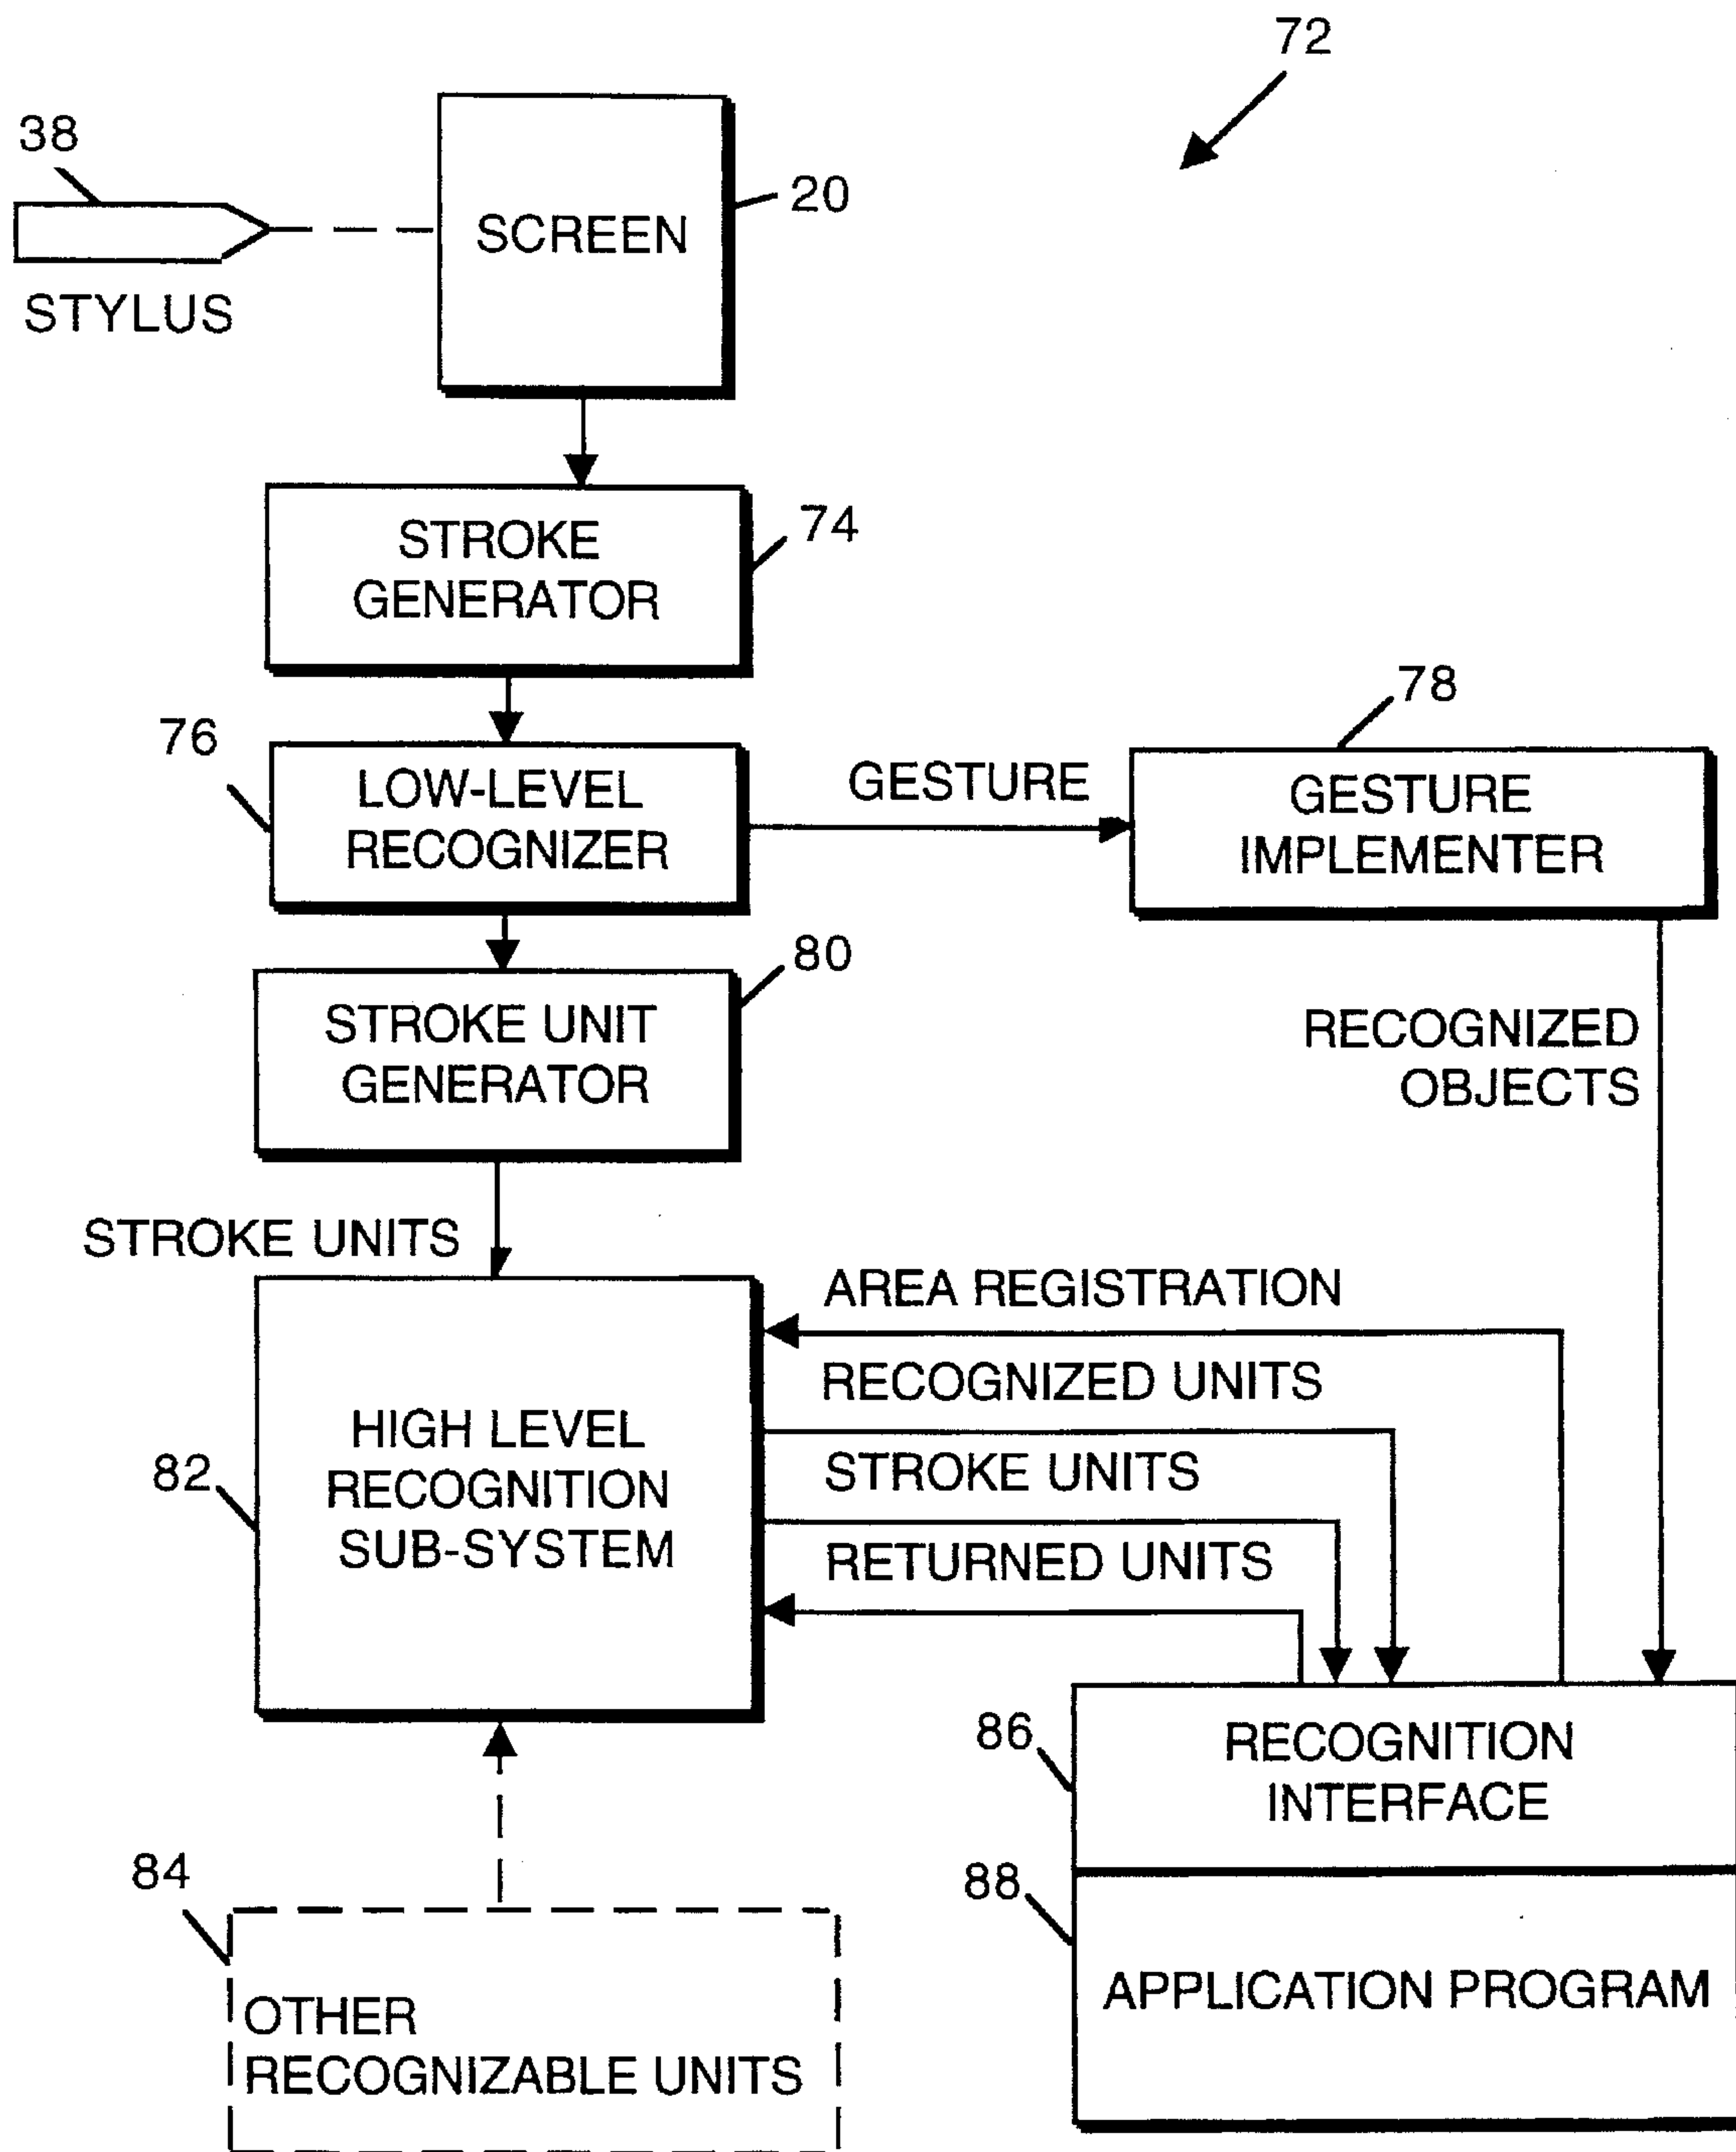 72
38
20
SCREEN
STYLUS
74
STROKE
GENERATOR
76
78
LOW-LEVEL
RECOGNIZER
GESTURE
GESTURE
IMPLEMENTER
80
STROKE UNIT
GENERATOR
RECOGNIZED
OBJECTS
STROKE UNITS
AREA REGISTRATION
RECOGNIZED UNITS
82
HIGH LEVEL
RECOGNITION
SUB-SYSTEM
STROKE UNITS
RETURNED UNITS
86
RECOGNITION
INTERFACE
84
88
APPLICATION PROGRAM
OTHER
RECOGNIZABLE UNITS